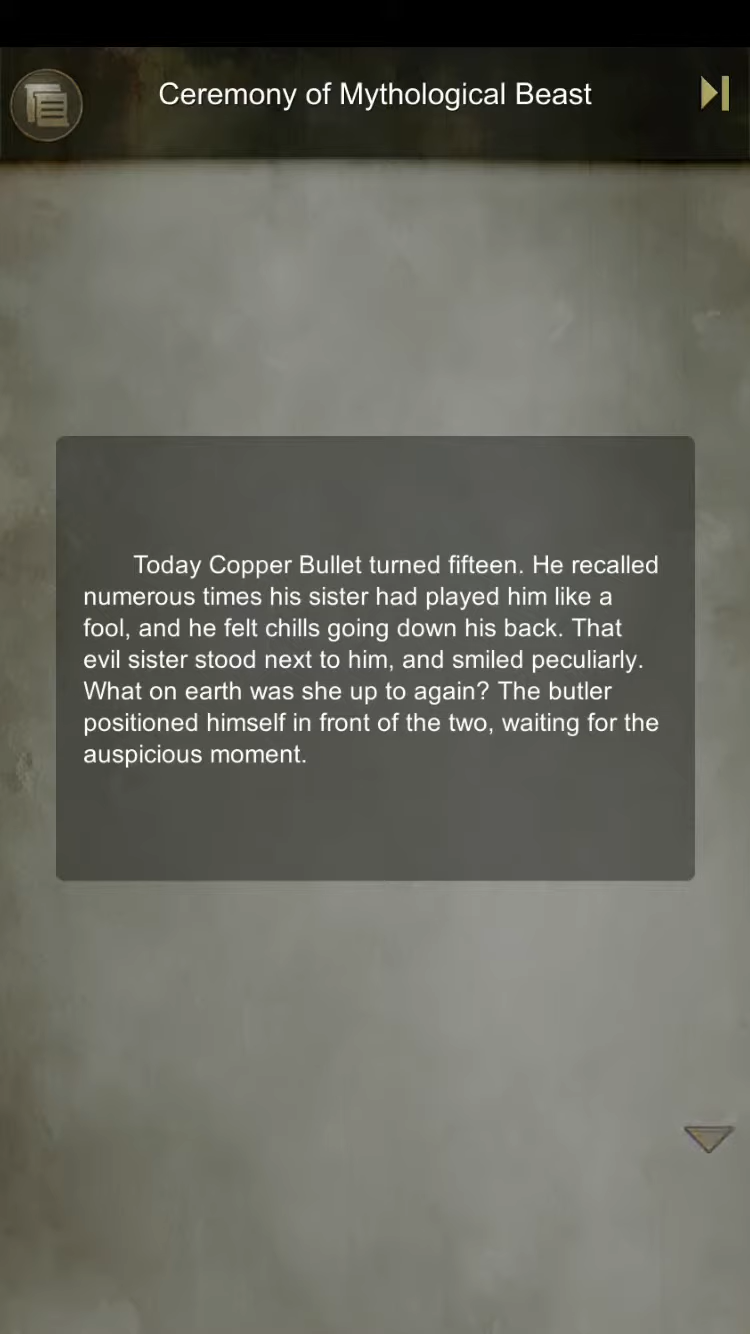 Ceremony of Mythological Beast
Today Copper Bullet turned fifteen. He recalled
numerous times his sister had played him like a
fool, and he felt chills going down his back. That
evil sister stood next to him, and smiled peculiarly.
What on earth was she up to again? The butler
positioned himself in front of the two, waiting for the
auspicious moment.